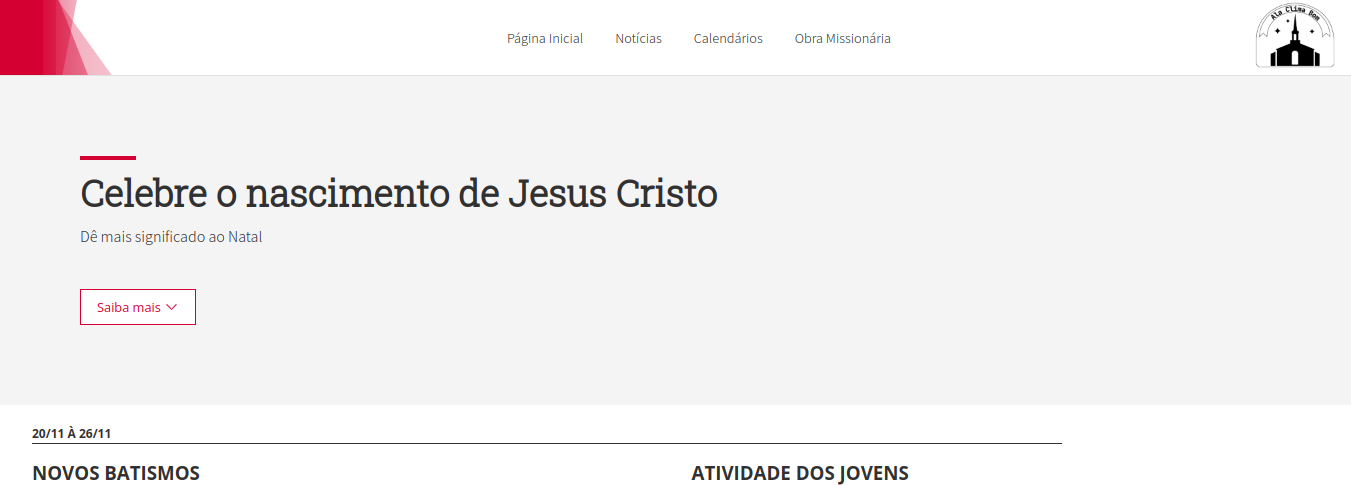 Página Inicial Notícias Calendários Obra Missionária
Ala Clima Bom
Celebre o nascimento de Jesus Cristo
Dê mais significado ao Natal
Saiba mais
20/11 À 26/11
NOVOS BATISMOS
ATIVIDADE DOS JOVENS